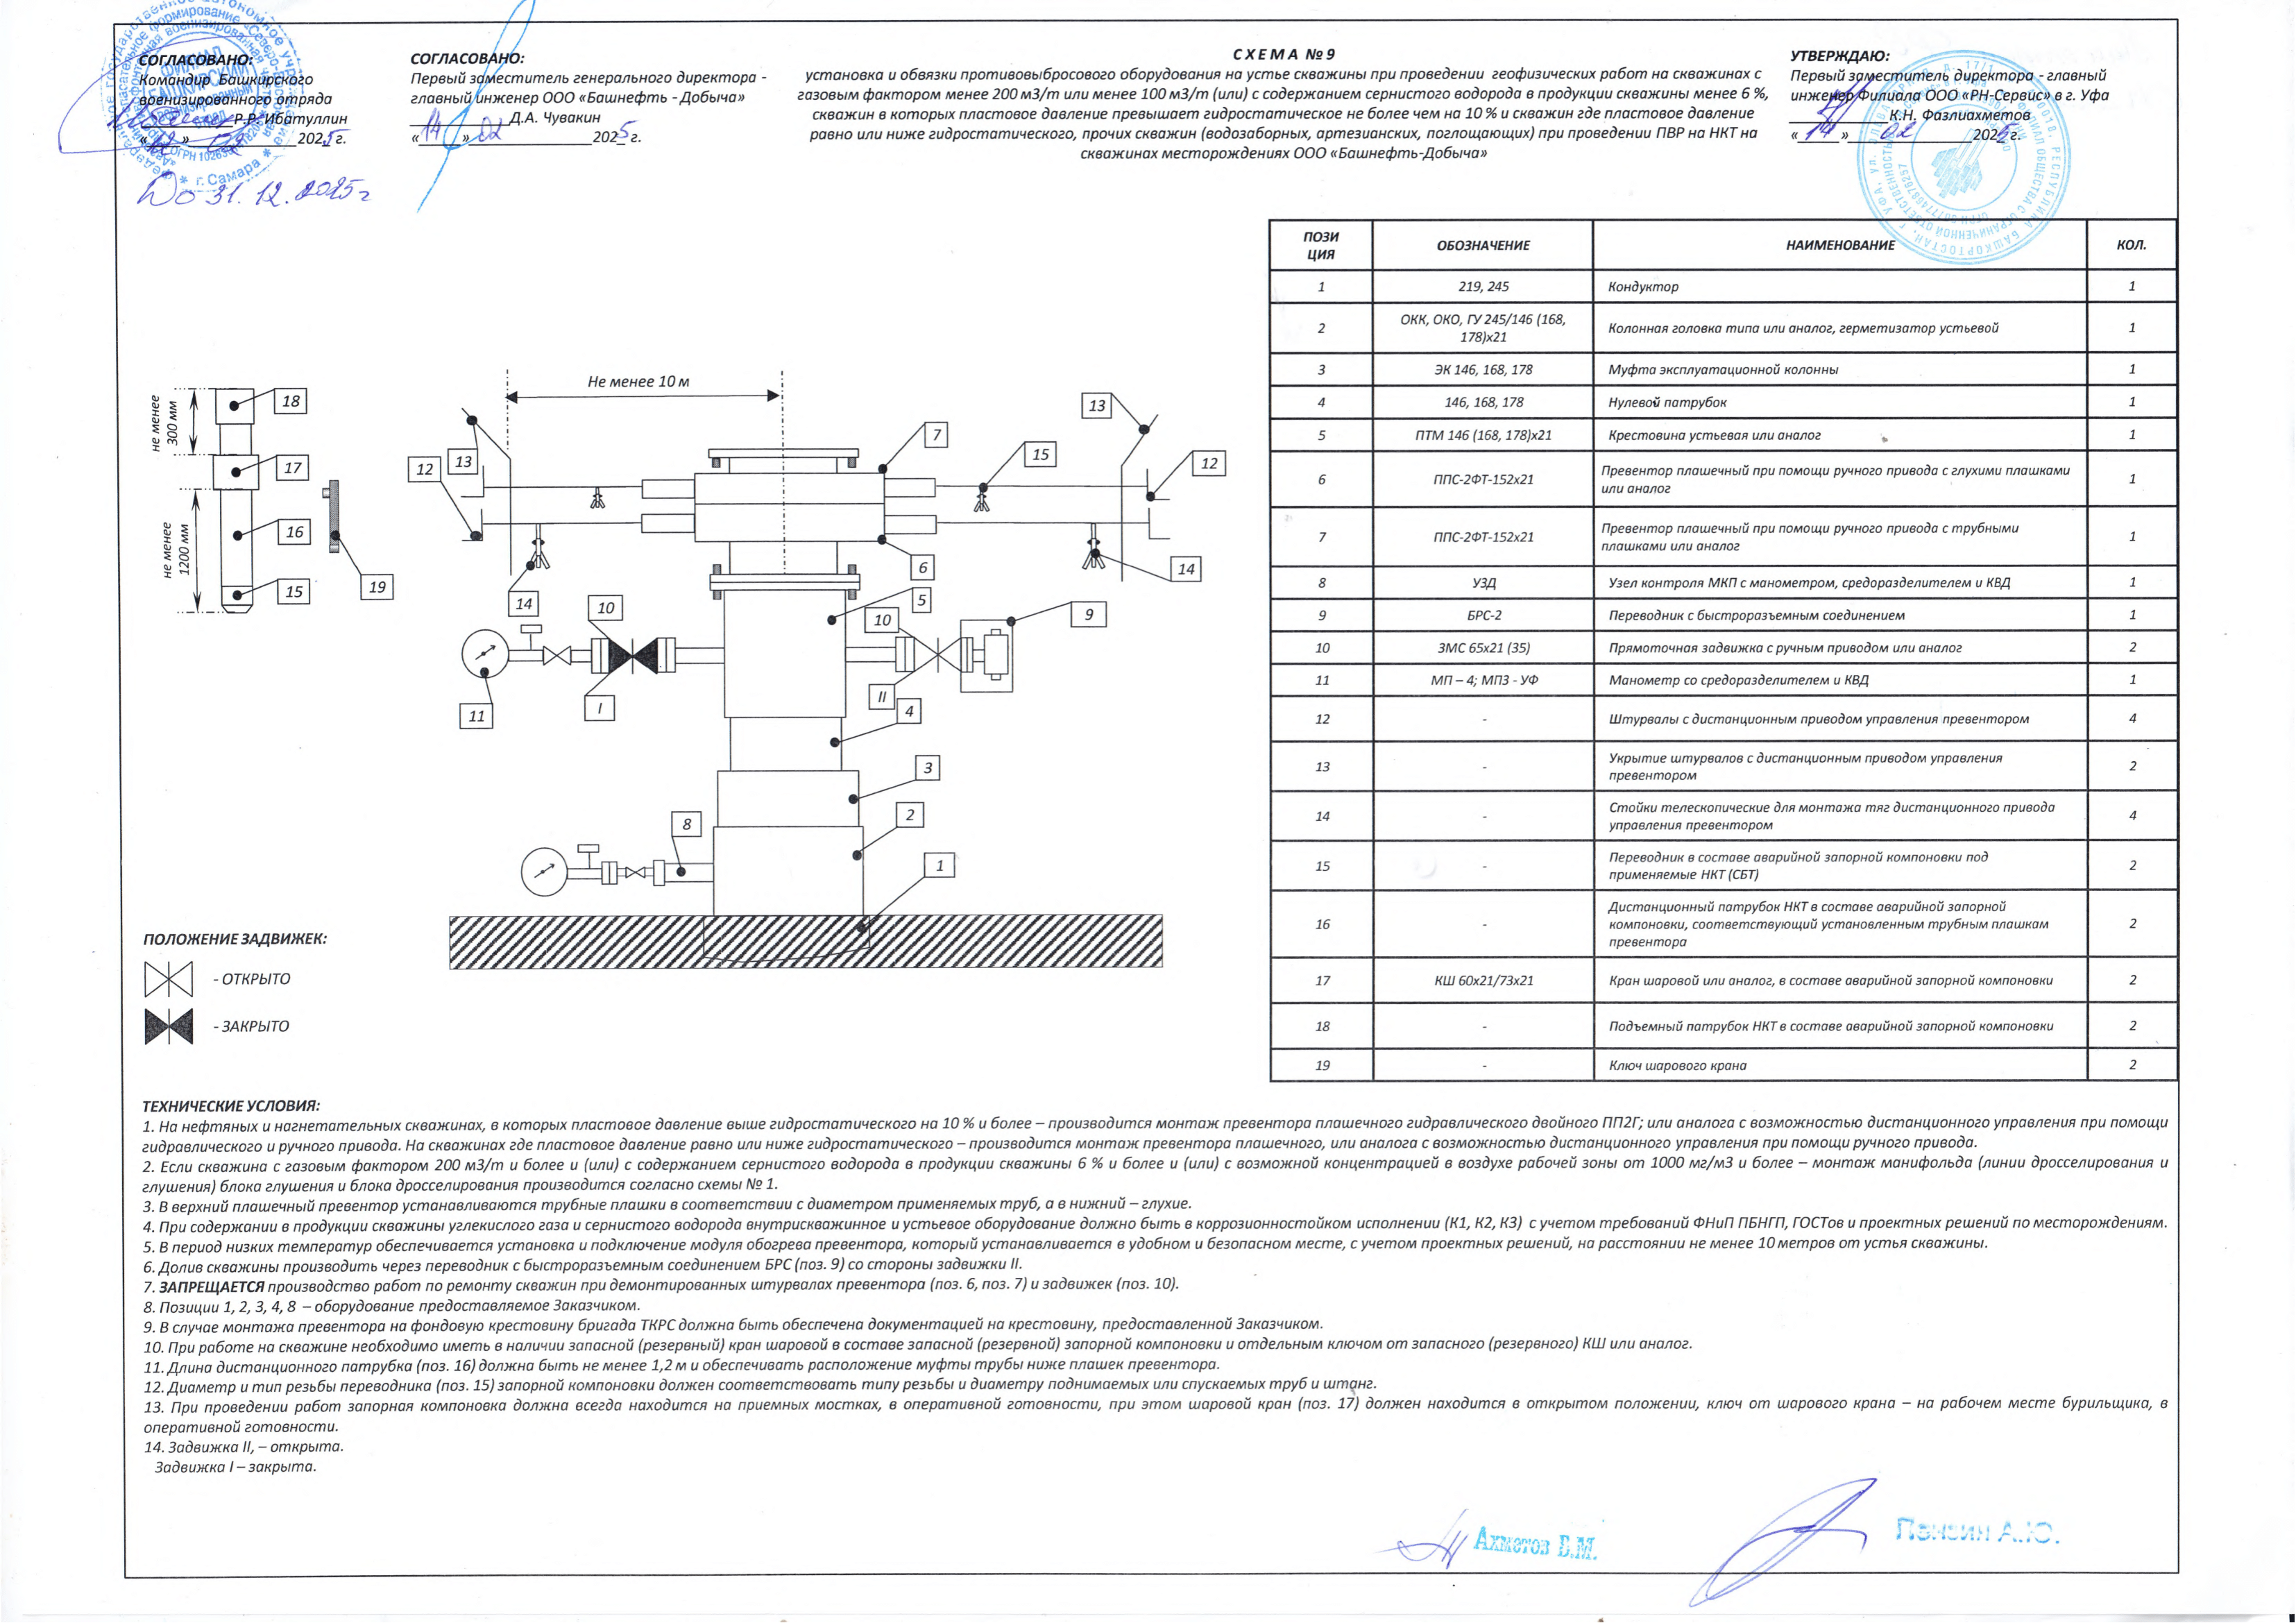 СОГЛАСОВАНО:
Командир Башкирского
военизированного отряда
Р.Р. Ибатуллин
2025 г.
До 31.12.2025г
СОГЛАСОВАНО:
Первый заместитель генерального директора -
главный инженер ООО «Башнефть - Добыча»
Д.А. Чувакин
«14» 02 2025 г.
С Х Е М А № 9
установка и обвязки противовыбросового оборудования на устье скважины при проведении геофизических работ на скважинах с
газовым фактором менее 200 м3/т или менее 100 м3/т (или) с содержанием сернистого водорода в продукции скважины менее 6 %,
скважин в которых пластовое давление превышает гидростатическое не более чем на 10 % и скважин где пластовое давление
равно или ниже гидростатического, прочих скважин (водозаборных, артезианских, поглощающих) при проведении ПВР на НКТ на
скважинах месторождениях ООО «Башнефть-Добыча»
УТВЕРЖДАЮ:
Первый заместитель директора - главный
инженер Филиала ООО «РН-Сервис» в г. Уфа
К.Н. Фазлиахметов
«14» 02 2025 г.
ФИЛИАЛ
БАШКИРСКИЙ
г. Самара
ПОЗИ
ЦИЯ
ОБОЗНАЧЕНИЕ
НАИМЕНОВАНИЕ
КОЛ.
1 219, 245 Кондуктор 1
2 ОКК, ОКО, ГУ 245/146 (168,
178)х21 Колонная головка типа или аналог, герметизатор устьевой 1
3 ЭК 146, 168, 178 Муфта эксплуатационной колонны 1
4 146, 168, 178 Нулевой патрубок 1
5 ПТМ 146 (168, 178)х21 Крестовина устьевая или аналог 1
6 ППС-2ФТ-152х21 Превентор плашечный при помощи ручного привода с глухими плашками
или аналог 1
7 ППС-2ФТ-152х21 Превентор плашечный при помощи ручного привода с трубными
плашками или аналог 1
8 УЗД Узел контроля МКП с манометром, средоразделителем и КВД 1
9 БРС-2 Переводник с быстроразъемным соединением 1
10 ЗМС 65х21 (35) Прямоточная задвижка с ручным приводом или аналог 2
11 МП – 4; МПЗ - УФ Манометр со средоразделителем и КВД 1
12 - Штурвалы с дистанционным приводом управления превентором 4
13 - Укрытие штурвалов с дистанционным приводом управления
превентором 2
14 - Стойки телескопические для монтажа тяг дистанционного привода
управления превентором 4
15 - Переводник в составе аварийной запорной компоновки под
применяемые НКТ (СБТ) 2
16 - Дистанционный патрубок НКТ в составе аварийной запорной
компоновки, соответствующий установленным трубным плашкам
превентора 2
17 КШ 60х21/73х21 Кран шаровой или аналог, в составе аварийной запорной компоновки 2
18 - Подъемный патрубок НКТ в составе аварийной запорной компоновки 2
19 - Ключ шарового крана 2
не менее
300 мм
не менее
1200 мм
18
17
16
15
19
Не менее 10 м
13
12
13
7
15
12
14
6
14
10
5
10
9
11
I
II
4
3
8
2
1
ПОЛОЖЕНИЕ ЗАДВИЖЕК:
- ОТКРЫТО
- ЗАКРЫТО
ТЕХНИЧЕСКИЕ УСЛОВИЯ:
1. На нефтяных и нагнетательных скважинах, в которых пластовое давление выше гидростатического на 10 % и более – производится монтаж превентора плашечного гидравлического двойного ПП2Г; или аналога с возможностью дистанционного управления при помощи
гидравлического и ручного привода. На скважинах где пластовое давление равно или ниже гидростатического – производится монтаж превентора плашечного, или аналога с возможностью дистанционного управления при помощи ручного привода.
2. Если скважина с газовым фактором 200 м3/т и более и (или) с содержанием сернистого водорода в продукции скважины 6 % и более и (или) с возможной концентрацией в воздухе рабочей зоны от 1000 мг/м3 и более – монтаж манифольда (линии дросселирования и
глушения) блока глушения и блока дросселирования производится согласно схемы № 1.
3. В верхний плашечный превентор устанавливаются трубные плашки в соответствии с диаметром применяемых труб, а в нижний – глухие.
4. При содержании в продукции скважины углекислого газа и сернистого водорода внутрискважинное и устьевое оборудование должно быть в коррозионностойком исполнении (К1, К2, К3) с учетом требований ФНиП ПБНГП, ГОСТов и проектных решений по месторождениям.
5. В период низких температур обеспечивается установка и подключение модуля обогрева превентора, который устанавливается в удобном и безопасном месте, с учетом проектных решений, на расстоянии не менее 10 метров от устья скважины.
6. Долив скважины производить через переводник с быстроразъемным соединением БРС (поз. 9) со стороны задвижки II.
7. ЗАПРЕЩАЕТСЯ производство работ по ремонту скважин при демонтированных штурвалах превентора (поз. 6, поз. 7) и задвижек (поз. 10).
8. Позиции 1, 2, 3, 4, 8 – оборудование предоставляемое Заказчиком.
9. В случае монтажа превентора на фондовую крестовину бригада ТКРС должна быть обеспечена документацией на крестовину, предоставленной Заказчиком.
10. При работе на скважине необходимо иметь в наличии запасной (резервный) кран шаровой в составе запасной (резервной) запорной компоновки и отдельным ключом от запасного (резервного) КШ или аналог.
11. Длина дистанционного патрубка (поз. 16) должна быть не менее 1,2 м и обеспечивать расположение муфты трубы ниже плашек превентора.
12. Диаметр и тип резьбы переводника (поз. 15) запорной компоновки должен соответствовать типу резьбы и диаметру поднимаемых или спускаемых труб и штанг.
13. При проведении работ запорная компоновка должна всегда находится на приемных мостках, в оперативной готовности, при этом шаровой кран (поз. 17) должен находится в открытом положении, ключ от шарового крана – на рабочем месте бурильщика, в
оперативной готовности.
14. Задвижка II, – открыта.
Задвижка I – закрыта.
Ахметов Б.М.
А.Ю.